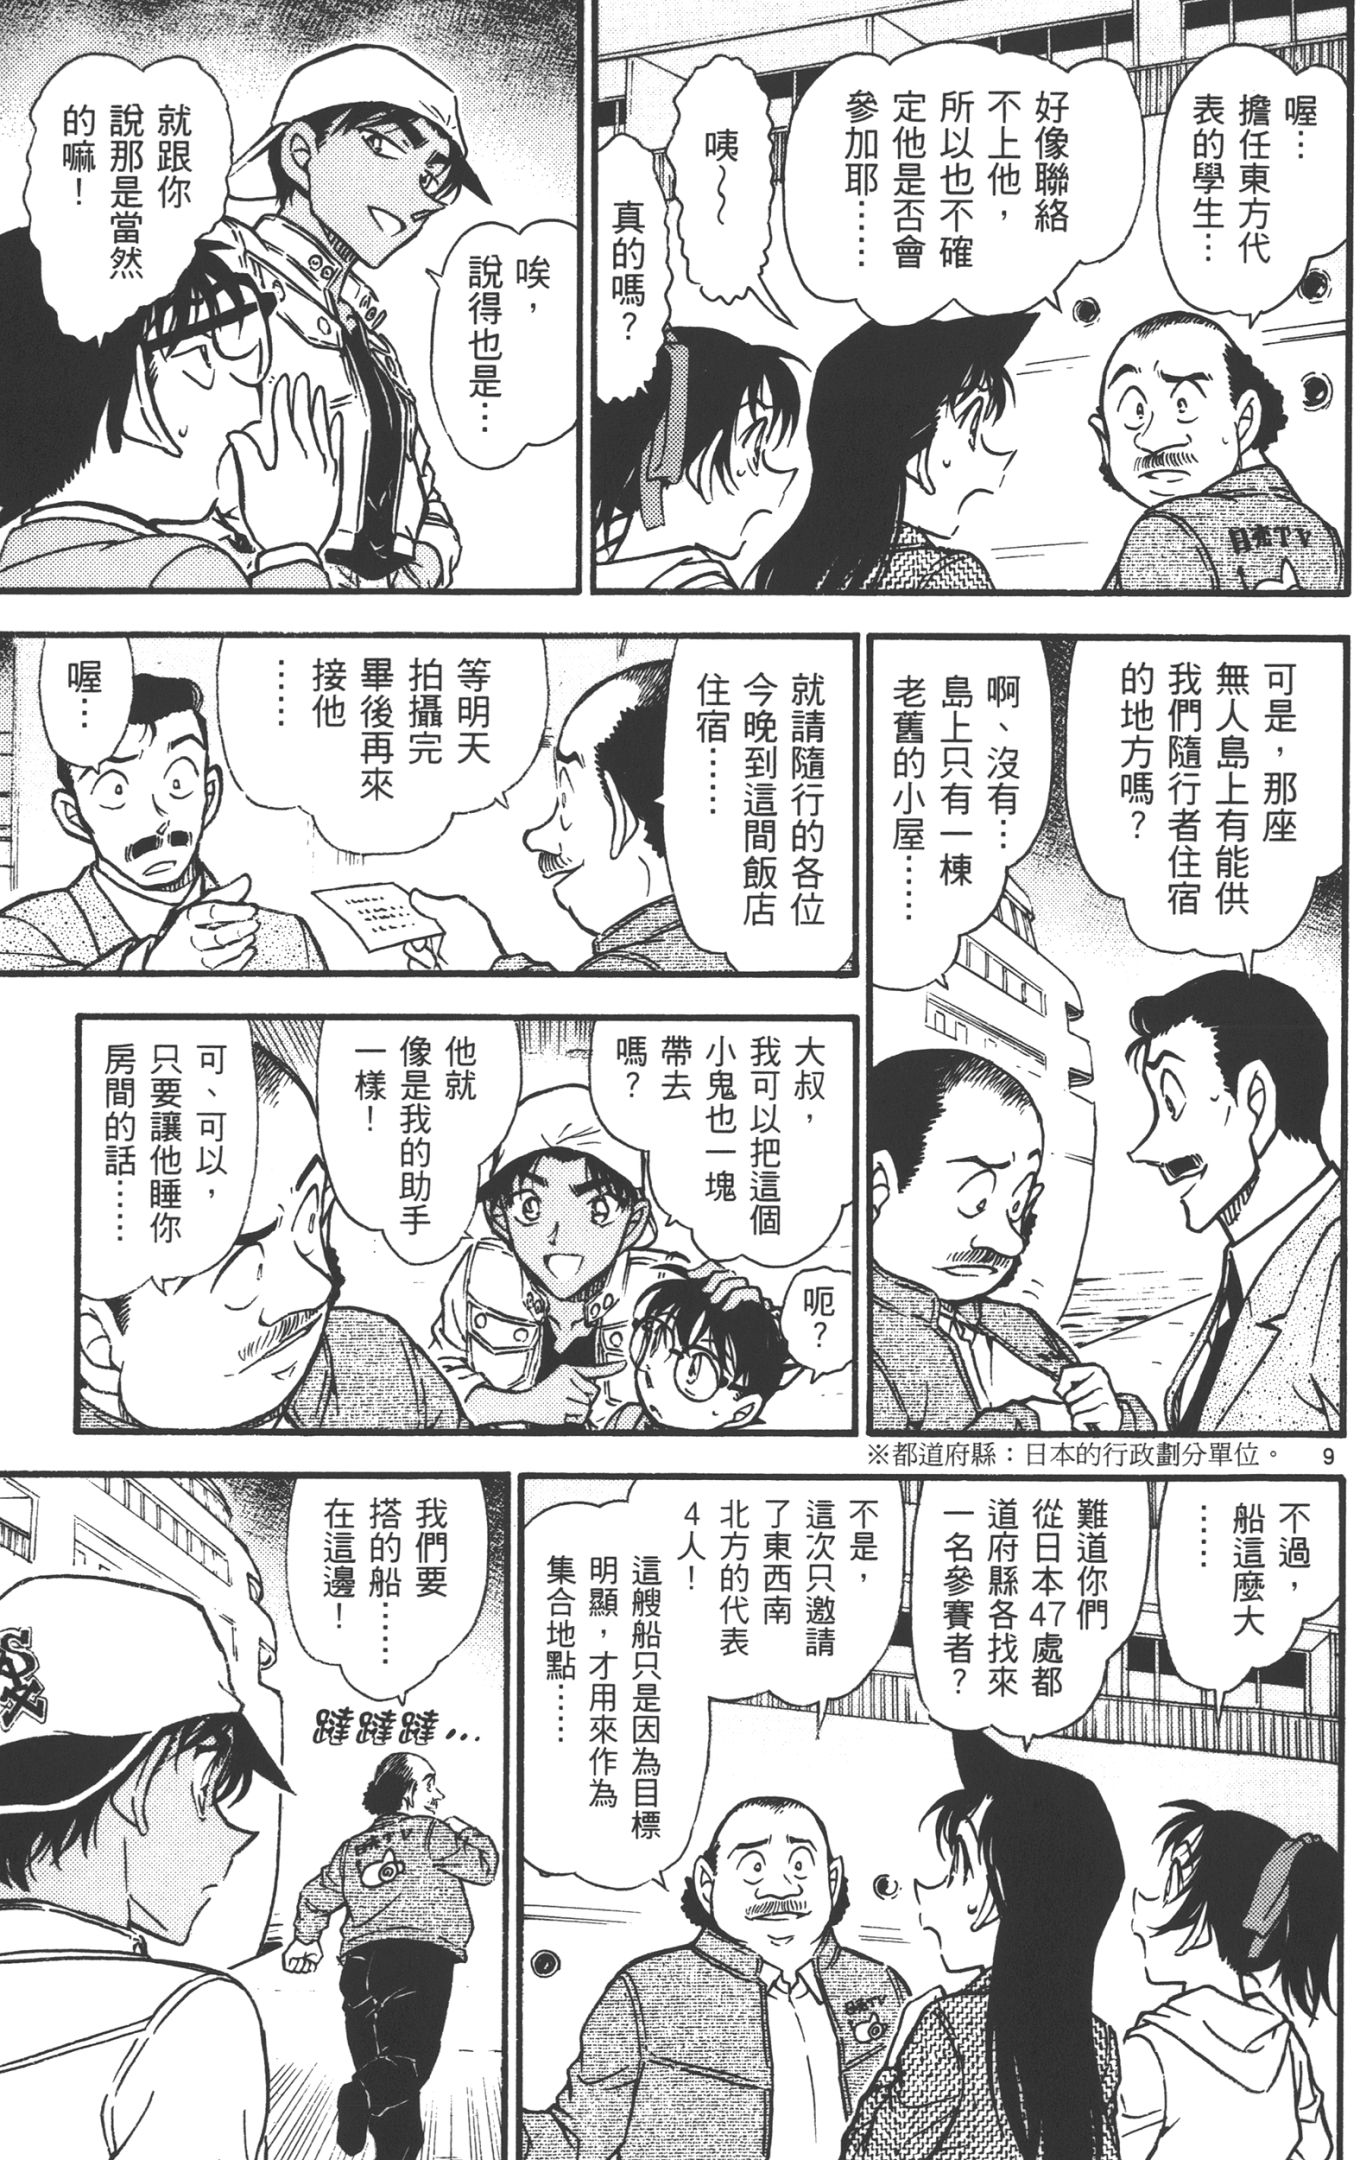 喔…
擔任東方代
表的學生…
好像聯絡
不上他，
所以也不確
定他是否會
參加耶……
咦～～
真的嗎？
唉，
說得也是…
就跟你
說那是當然
的嘛！
日本TV
可是，那座
無人島上有能供
我們隨行者住宿
的地方嗎？
啊、沒有…
島上只有一棟
老舊的小屋……
就請隨行的各位
今晚到這間飯店
住宿……
等明天
拍攝完
畢後再來
接他
……
喔…
大叔，
我可以把這個
小鬼也一塊
帶去
嗎？
呃？
他就
像是我的助手
一樣！
可、可以，
只要讓他睡你
房間的話……
※都道府縣：日本的行政劃分單位。
9
不過，
船這麼大
……
難道你們
從日本47處都
道府縣各找來
一名參賽者？
不是，
這次只邀請
了東西南
北方的代表
4人！
這艘船只是因為目標
明顯，才用來作為
集合地點……
日本TV
我們要
搭的船……
在這邊！
躂躂躂…
日本TV
SAX